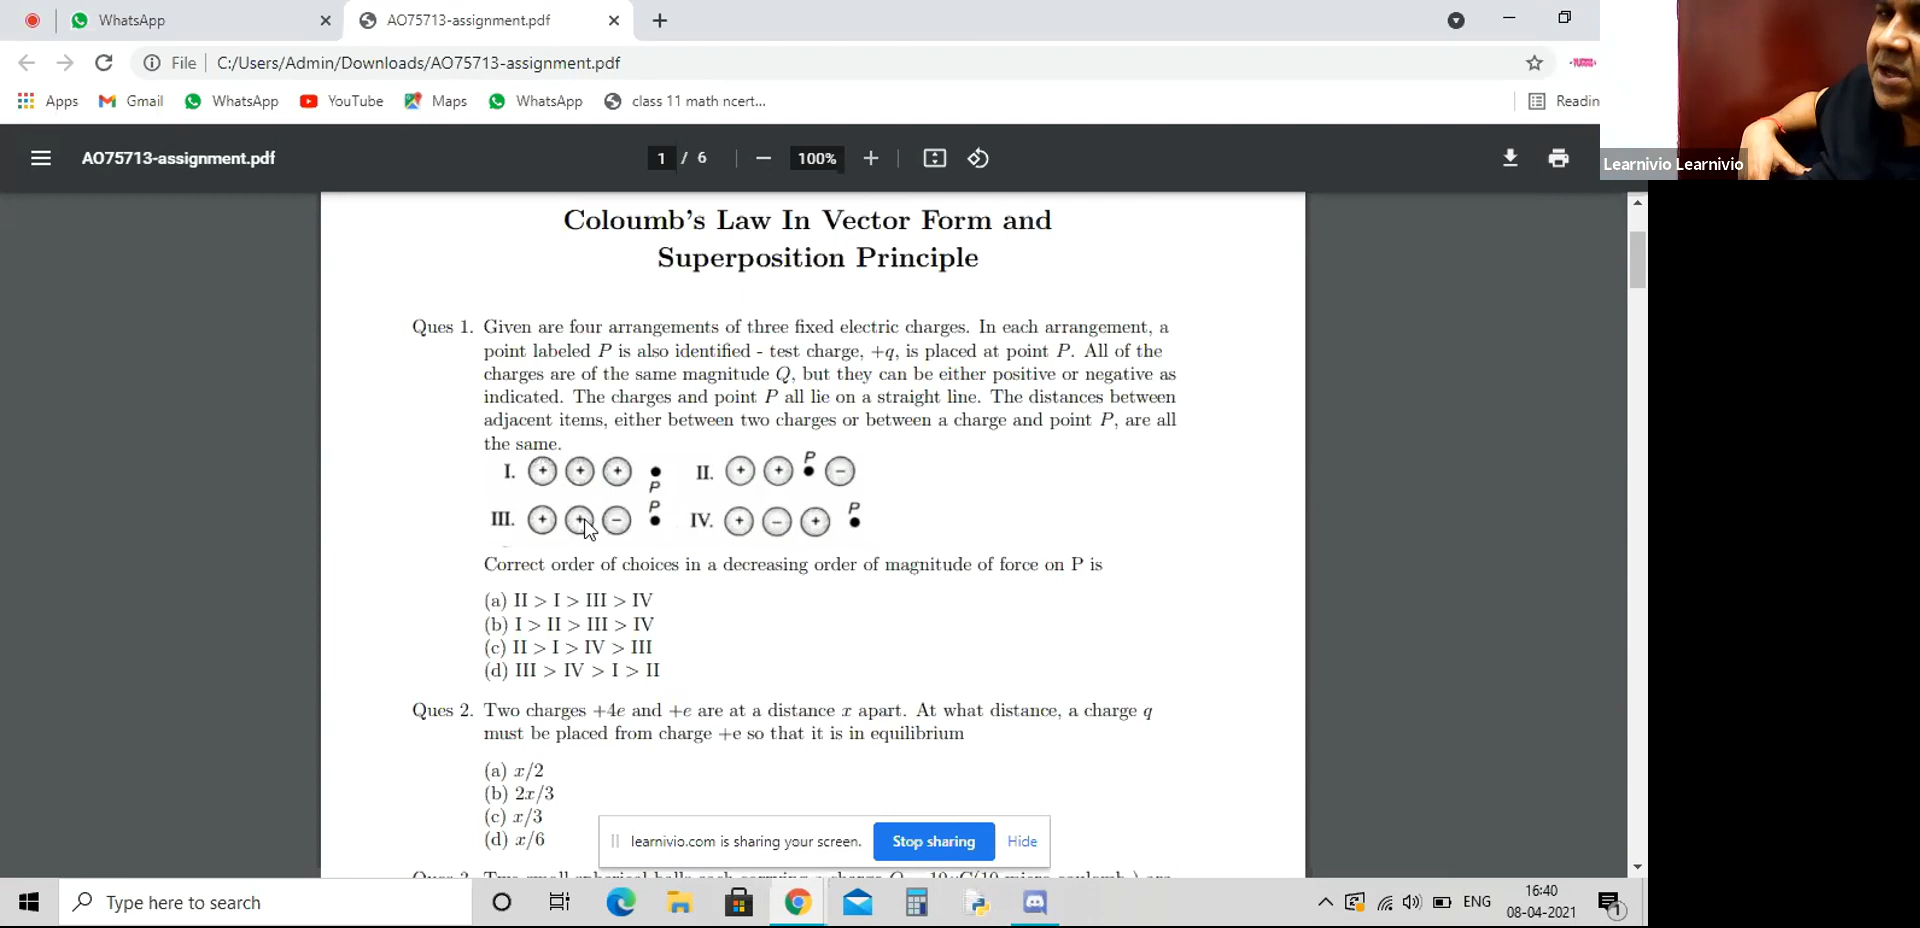 WhatsApp
AO75713-assignment.pdf
File
C:/Users/Admin/Downloads/AO75713-assignment.pdf
Apps
Gmail
WhatsApp
YouTube
Maps
WhatsApp
class 11 math ncert...
Readin
Learnivio Learnivio
AO75713-assignment.pdf
1 / 6
100%
Coloumb's Law In Vector Form and
Superposition Principle
Ques 1. Given are four arrangements of three fixed electric charges. In each arrangement, a
point labeled P is also identified - test charge, +q, is placed at point P. All of the
charges are of the same magnitude Q, but they can be either positive or negative as
indicated. The charges and point P all lie on a straight line. The distances between
adjacent items, either between two charges or between a charge and point P, are all
the same.
I. + + + P
II. + + P −
III. + + − P
IV. + − + P
Correct order of choices in a decreasing order of magnitude of force on P is
(a) II > I > III > IV
(b) I > II > III > IV
(c) II > I > IV > III
(d) III > IV > I > II
Ques 2. Two charges +4e and +e are at a distance x apart. At what distance, a charge q
must be placed from charge +e so that it is in equilibrium
(a) x/2
(b) 2x/3
(c) x/3
(d) x/6
learnivio.com is sharing your screen.
Stop sharing
Hide
Type here to search
ENG
16:40
08-04-2021
1